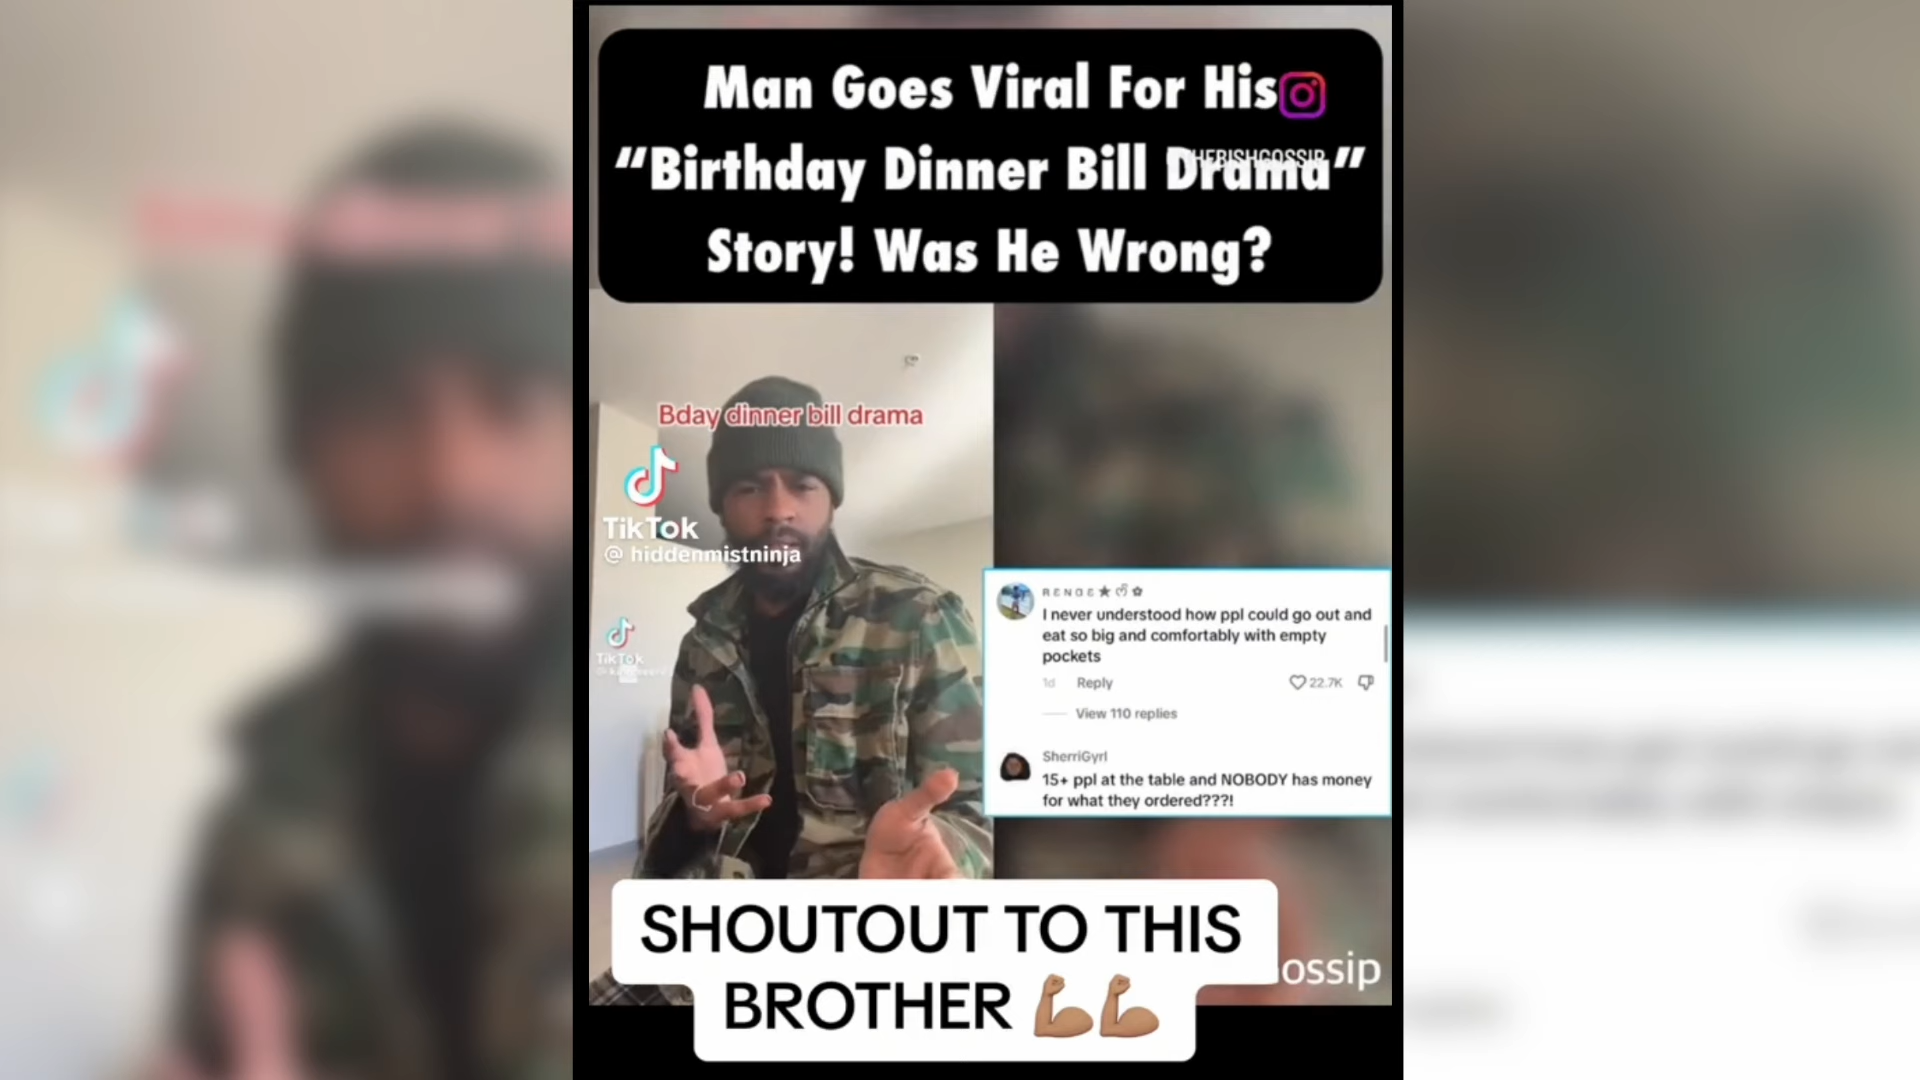 Man Goes Viral For His
"Birthday Dinner Bill Drama"
Story! Was He Wrong?
Bday dinner bill drama
TikTok
@ hiddenmistninja
TikTok
I never understood how ppl could go out and
eat so big and comfortably with empty
pockets
1d Reply 22.7K
View 110 replies
SherriGyrl
15+ ppl at the table and NOBODY has money
for what they ordered???!
ossip
SHOUTOUT TO THIS
BROTHER 💪🏽💪🏽